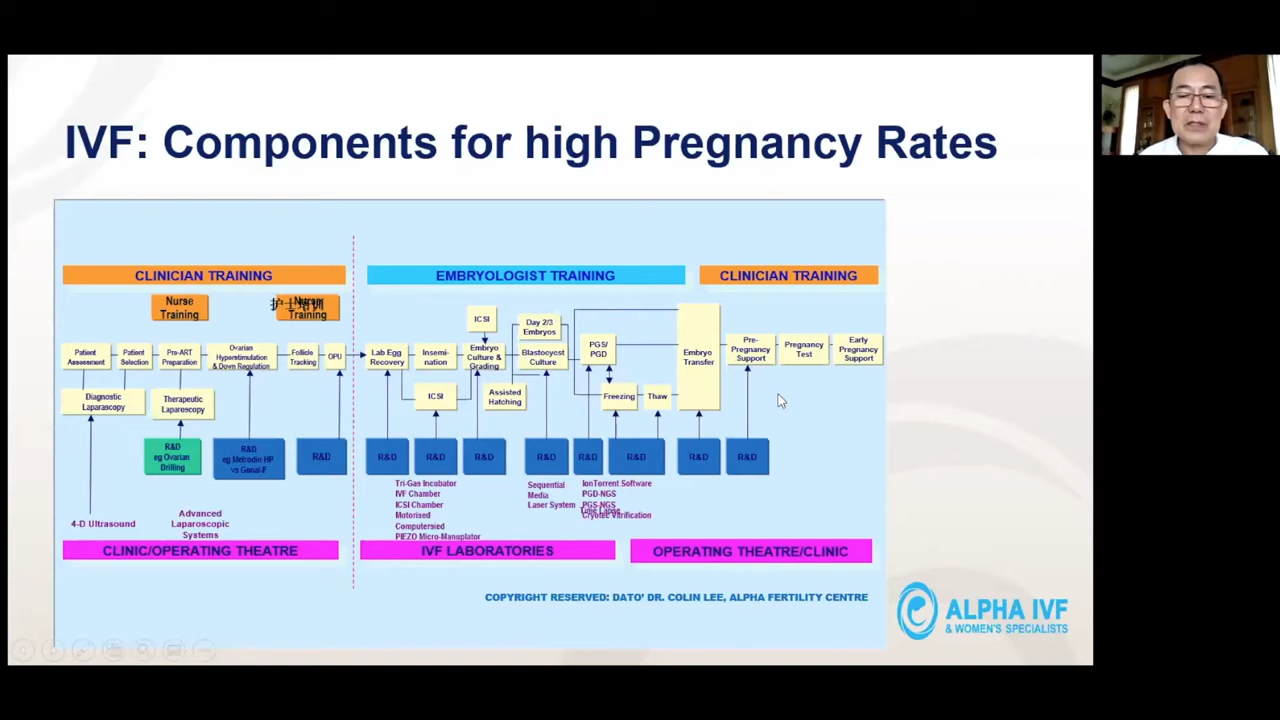 IVF: Components for high Pregnancy Rates
CLINICIAN TRAINING
EMBRYOLOGIST TRAINING
CLINICIAN TRAINING
Nurse
Training
护士培训
Nurse
Training
Patient
Assessment
Patient
Selection
Pre-ART
Preparation
Ovarian
Hyperstimulation
& Down Regulation
Follicle
Tracking
OPU
Lab Egg
Recovery
Insemi-
nation
ICSI
Embryo
Culture &
Grading
Day 2/3
Embryos
Blastocyst
Culture
PGS/
PGD
Embryo
Transfer
Pre-
Pregnancy
Support
Pregnancy
Test
Early
Pregnancy
Support
Diagnostic
Laparascopy
Therapeutic
Laparoscopy
ICSI
Assisted
Hatching
Freezing
Thaw
R&D
eg Ovarian
Drilling
R&D
eg Metrodin HP
vs Gonal-F
R&D
R&D
R&D
R&D
R&D
R&D
R&D
R&D
R&D
4-D Ultrasound
Advanced
Laparoscopic
Systems
Tri-Gas Incubator
IVF Chamber
ICSI Chamber
Motorised
Computersied
PIEZO Micro-Manuplator
Sequential
Media
Laser System
IonTorrent Software
PGD-NGS
PGS-NGS
Time Lapse
Cryotec Vitrification
CLINIC/OPERATING THEATRE
IVF LABORATORIES
OPERATING THEATRE/CLINIC
COPYRIGHT RESERVED: DATO' DR. COLIN LEE, ALPHA FERTILITY CENTRE
ALPHA IVF
& WOMEN'S SPECIALISTS